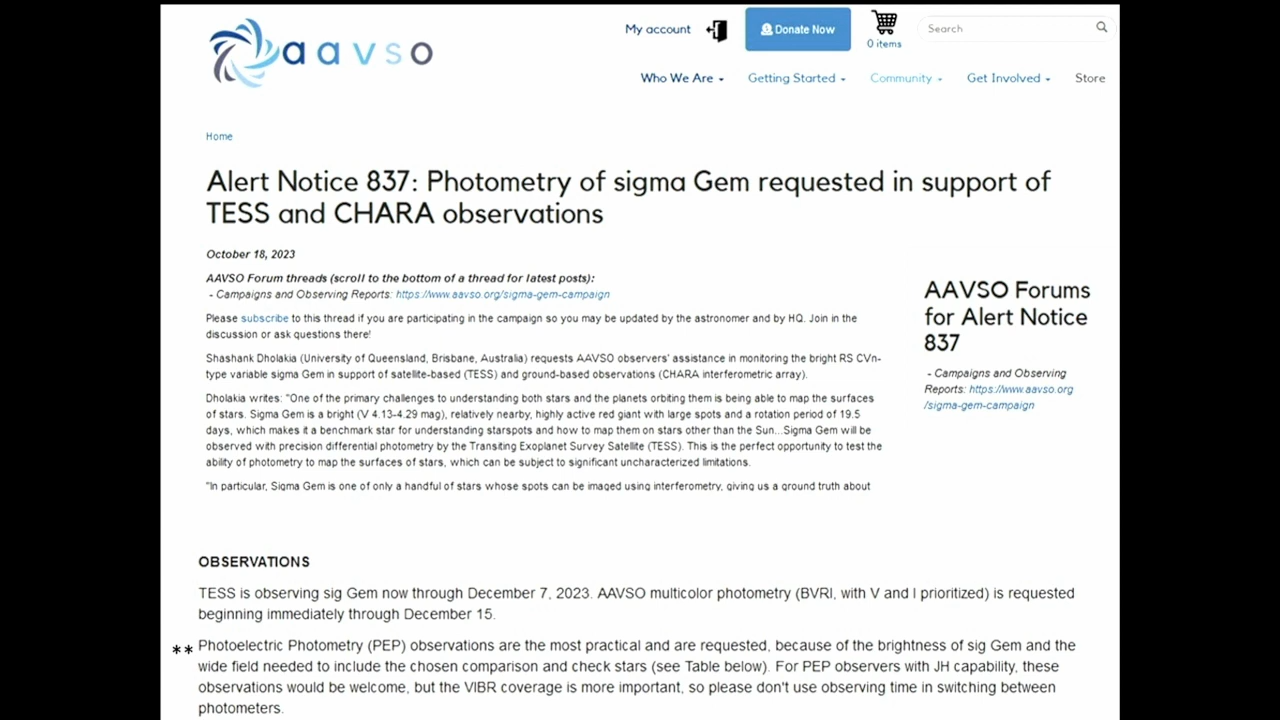 aavso
My account
Donate Now
0 items
Search
Who We Are
Getting Started
Community
Get Involved
Store
Home
Alert Notice 837: Photometry of sigma Gem requested in support of
TESS and CHARA observations
October 18, 2023
AAVSO Forum threads (scroll to the bottom of a thread for latest posts):
- Campaigns and Observing Reports: https://www.aavso.org/sigma-gem-campaign
Please subscribe to this thread if you are participating in the campaign so you may be updated by the astronomer and by HQ. Join in the
discussion or ask questions there!
Shashank Dholakia (University of Queensland, Brisbane, Australia) requests AAVSO observers' assistance in monitoring the bright RS CVn-
type variable sigma Gem in support of satellite-based (TESS) and ground-based observations (CHARA interferometric array).
Dholakia writes: "One of the primary challenges to understanding both stars and the planets orbiting them is being able to map the surfaces
of stars. Sigma Gem is a bright (V 4.13-4.29 mag), relatively nearby, highly active red giant with large spots and a rotation period of 19.5
days, which makes it a benchmark star for understanding starspots and how to map them on stars other than the Sun...Sigma Gem will be
observed with precision differential photometry by the Transiting Exoplanet Survey Satellite (TESS). This is the perfect opportunity to test the
ability of photometry to map the surfaces of stars, which can be subject to significant uncharacterized limitations.
"In particular, Sigma Gem is one of only a handful of stars whose spots can be imaged using interferometry, giving us a ground truth about
AAVSO Forums
for Alert Notice
837
- Campaigns and Observing
Reports: https://www.aavso.org
/sigma-gem-campaign
OBSERVATIONS
TESS is observing sig Gem now through December 7, 2023. AAVSO multicolor photometry (BVRI, with V and I prioritized) is requested
beginning immediately through December 15.
** Photoelectric Photometry (PEP) observations are the most practical and are requested, because of the brightness of sig Gem and the
wide field needed to include the chosen comparison and check stars (see Table below). For PEP observers with JH capability, these
observations would be welcome, but the VIBR coverage is more important, so please don't use observing time in switching between
photometers.